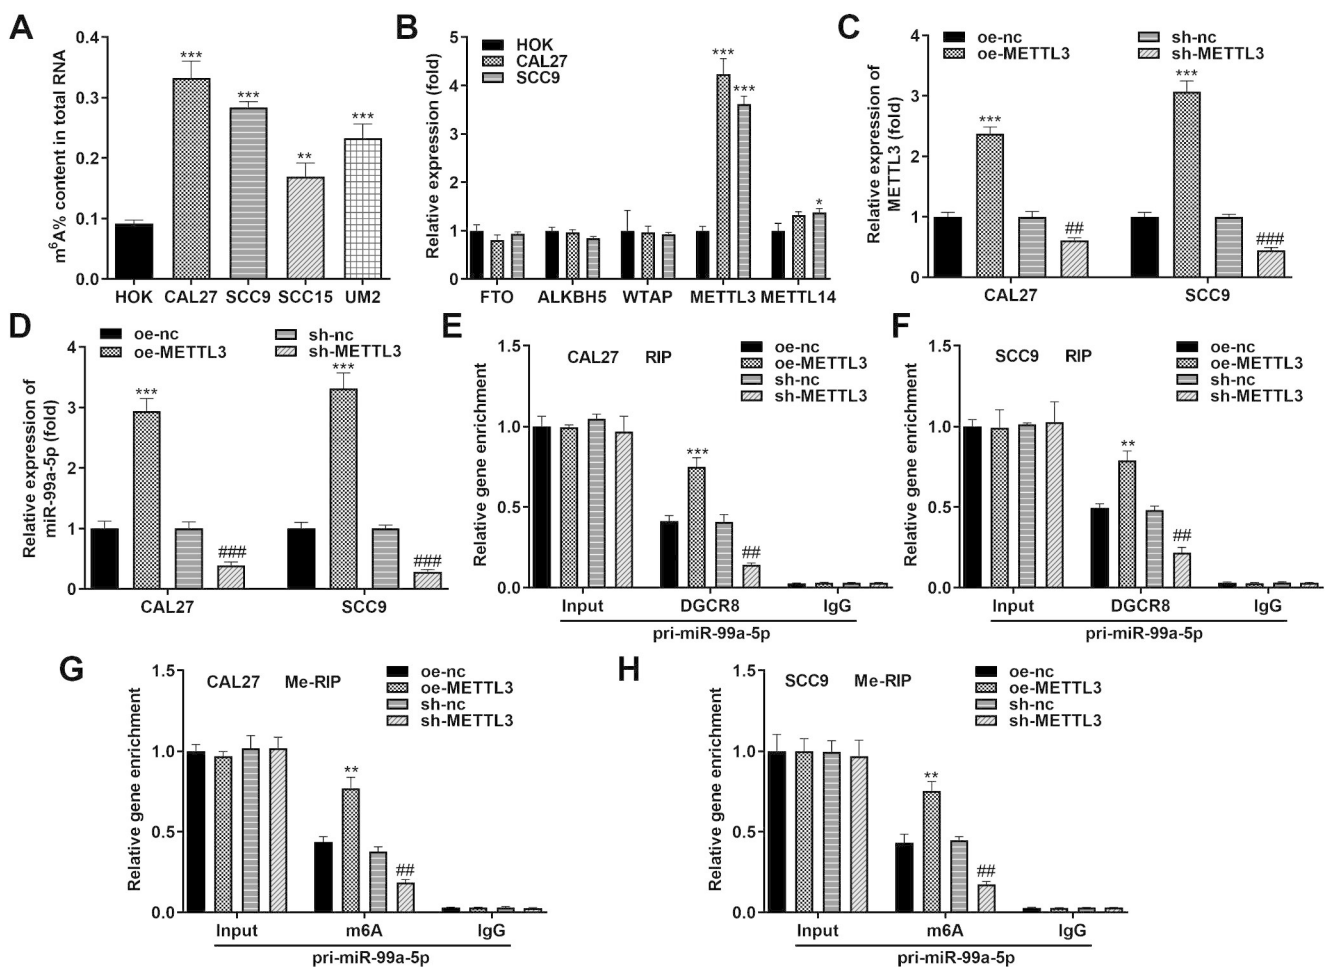 A
m6A% content in total RNA
0.4
0.3
0.2
0.1
0.0
***
***
**
***
HOK CAL27 SCC9 SCC15 UM2
B
Relative expression (fold)
5
4
3
2
1
0
HOK
CAL27
SCC9
***
***
*
FTO ALKBH5 WTAP METTL3 METTL14
C
Relative expression of
METTL3 (fold)
4
3
2
1
0
oe-nc
oe-METTL3
sh-nc
sh-METTL3
***
##
***
###
CAL27 SCC9
D
Relative expression of
miR-99a-5p (fold)
4
3
2
1
0
oe-nc
oe-METTL3
sh-nc
sh-METTL3
***
###
***
###
CAL27 SCC9
E
Relative gene enrichment
1.5
1.0
0.5
0.0
CAL27 RIP
oe-nc
oe-METTL3
sh-nc
sh-METTL3
***
##
Input DGCR8 IgG
pri-miR-99a-5p
F
Relative gene enrichment
1.5
1.0
0.5
0.0
SCC9 RIP
oe-nc
oe-METTL3
sh-nc
sh-METTL3
**
##
Input DGCR8 IgG
pri-miR-99a-5p
G
Relative gene enrichment
1.5
1.0
0.5
0.0
CAL27 Me-RIP
oe-nc
oe-METTL3
sh-nc
sh-METTL3
**
##
Input m6A IgG
pri-miR-99a-5p
H
Relative gene enrichment
1.5
1.0
0.5
0.0
SCC9 Me-RIP
oe-nc
oe-METTL3
sh-nc
sh-METTL3
**
##
Input m6A IgG
pri-miR-99a-5p